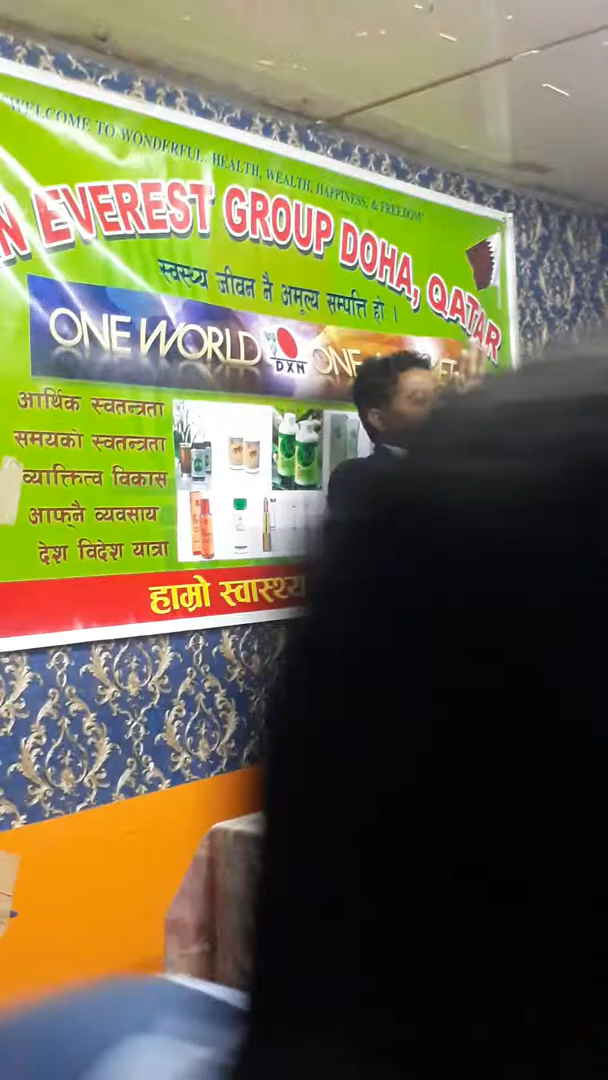 "WELCOME TO WONDERFUL, HEALTH, WEALTH, HAPPINESS, & FREEDOM"
N EVEREST GROUP DOHA, QATAR
स्वस्थ्य जीवन नै अमूल्य सम्पत्ति हो ।
ONE WORLD DXN ONE
आर्थिक स्वतन्त्रता
समयको स्वतन्त्रता
व्याक्तित्व विकास
आफ्नै व्यवसाय
देश विदेश यात्रा
हाम्रो स्वास्थ्य